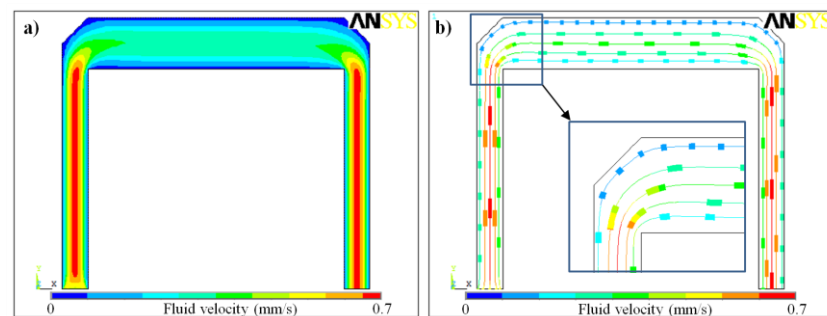 a)
ANSYS
X
0
Fluid velocity (mm/s)
0.7
b)
ANSYS
X
0
Fluid velocity (mm/s)
0.7